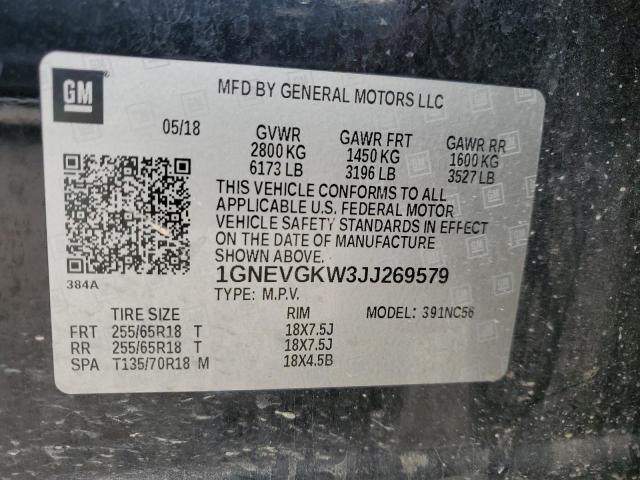 GM
®
MFD BY GENERAL MOTORS LLC
05/18 GVWR GAWR FRT GAWR RR
2800 KG 1450 KG 1600 KG
6173 LB 3196 LB 3527 LB
THIS VEHICLE CONFORMS TO ALL
APPLICABLE U.S. FEDERAL MOTOR
VEHICLE SAFETY STANDARDS IN EFFECT
ON THE DATE OF MANUFACTURE
SHOWN ABOVE.
384A
1GNEVGKW3JJ269579
TYPE: M.P.V.
TIRE SIZE RIM MODEL: 391NC56
FRT 255/65R18 T 18X7.5J
RR 255/65R18 T 18X7.5J
SPA T135/70R18 M 18X4.5B